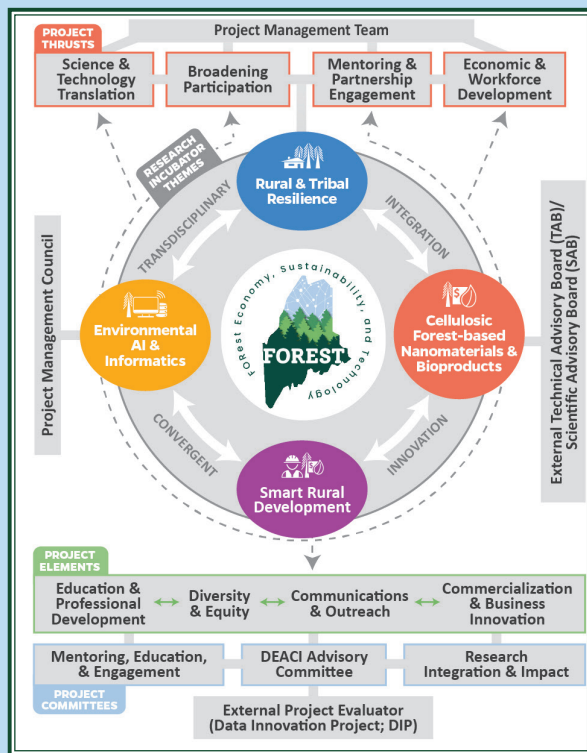 PROJECT
THRUSTS
Project Management Team
Science &
Technology
Translation
Broadening
Participation
Mentoring &
Partnership
Engagement
Economic &
Workforce
Development
RESEARCH
INCUBATOR
THEMES
Rural & Tribal
Resilience
TRANSDISCIPLINARY
INTEGRATION
Project Management Council
Environmental
AI &
Informatics
FORest Economy, Sustainability, and Technology
FOREST
Cellulosic
Forest-based
Nanomaterials &
Bioproducts
External Technical Advisory Board (TAB)/
Scientific Advisory Board (SAB)
CONVERGENT
INNOVATION
Smart Rural
Development
PROJECT
ELEMENTS
Education &
Professional
Development
Diversity
& Equity
Communications
& Outreach
Commercialization
& Business
Innovation
Mentoring, Education,
& Engagement
DEACI Advisory
Committee
Research
Integration & Impact
PROJECT
COMMITTEES
External Project Evaluator
(Data Innovation Project; DIP)